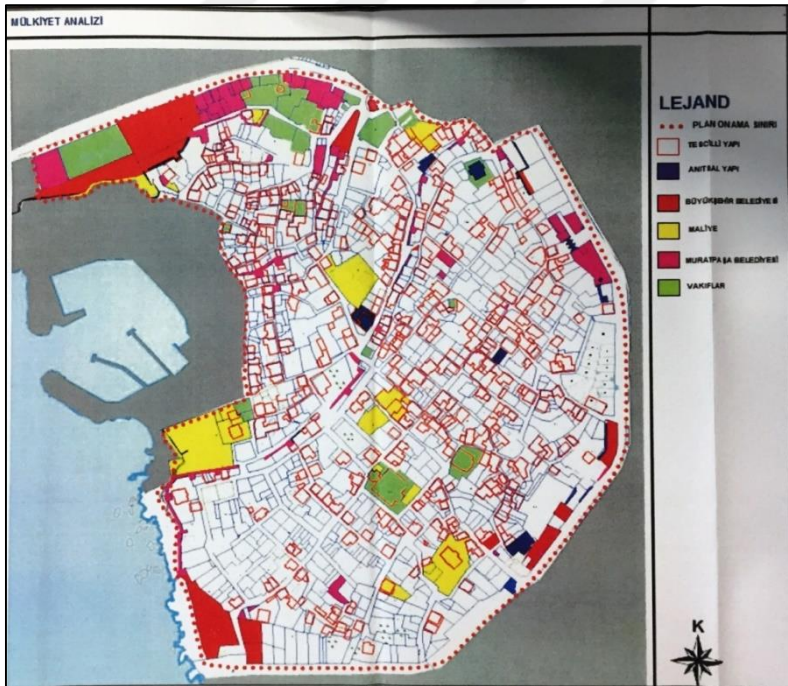 MÜLKİYET ANALİZİ
LEJAND
PLAN ONAMA SINIRI
TESCİLLİ YAPI
ANITSAL YAPI
BÜYÜKŞEHİR BELEDİYESİ
MALİYE
MURATPAŞA BELEDİYESİ
VAKIFLAR
K